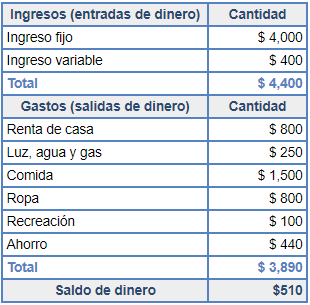 Ingresos (entradas de dinero) Cantidad
Ingreso fijo $ 4,000
Ingreso variable $ 400
Total $ 4,400
Gastos (salidas de dinero) Cantidad
Renta de casa $ 800
Luz, agua y gas $ 250
Comida $ 1,500
Ropa $ 800
Recreación $ 100
Ahorro $ 440
Total $ 3,890
Saldo de dinero $510